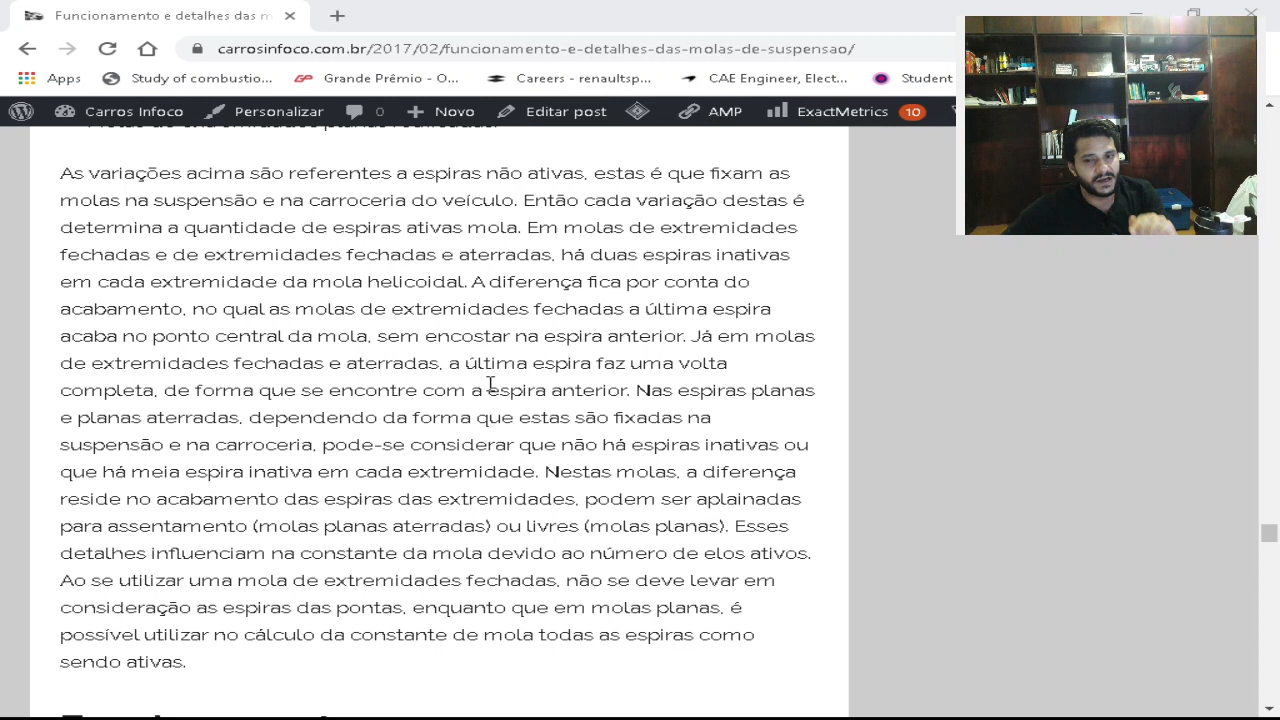 Funcionamento e detalhes das m
carrosinfoco.com.br/2017/02/funcionamento-e-detalhes-das-molas-de-suspensao/
Apps Study of combustio... Grande Prêmio - O... Careers - renaultsp... CAE Engineer, Elect... Student
Carros Infoco Personalizar 0 Novo Editar post AMP ExactMetrics 10
As variações acima são referentes a espiras não ativas, estas é que fixam as
molas na suspensão e na carroceria do veículo. Então cada variação destas é
determina a quantidade de espiras ativas mola. Em molas de extremidades
fechadas e de extremidades fechadas e aterradas, há duas espiras inativas
em cada extremidade da mola helicoidal. A diferença fica por conta do
acabamento, no qual as molas de extremidades fechadas a última espira
acaba no ponto central da mola, sem encostar na espira anterior. Já em molas
de extremidades fechadas e aterradas, a última espira faz uma volta
completa, de forma que se encontre com a espira anterior. Nas espiras planas
e planas aterradas, dependendo da forma que estas são fixadas na
suspensão e na carroceria, pode-se considerar que não há espiras inativas ou
que há meia espira inativa em cada extremidade. Nestas molas, a diferença
reside no acabamento das espiras das extremidades, podem ser aplainadas
para assentamento (molas planas aterradas) ou livres (molas planas). Esses
detalhes influenciam na constante da mola devido ao número de elos ativos.
Ao se utilizar uma mola de extremidades fechadas, não se deve levar em
consideração as espiras das pontas, enquanto que em molas planas, é
possível utilizar no cálculo da constante de mola todas as espiras como
sendo ativas.